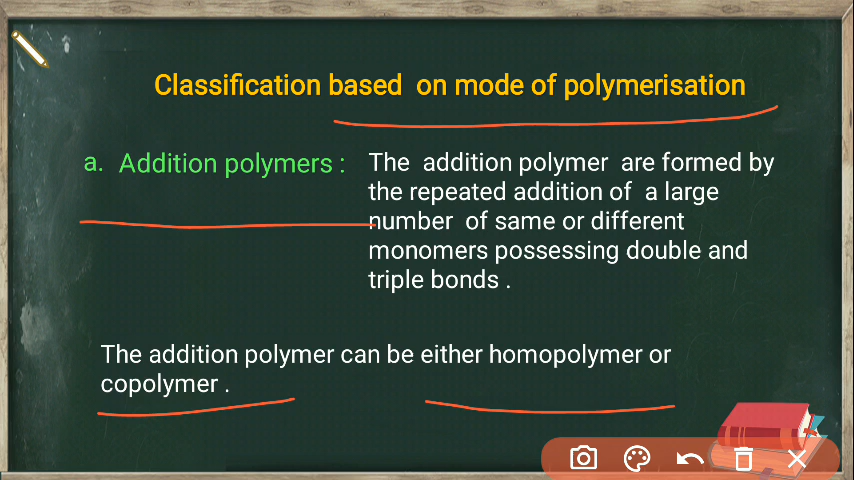 Classification based on mode of polymerisation
a. Addition polymers : The addition polymer are formed by
the repeated addition of a large
number of same or different
monomers possessing double and
triple bonds .
The addition polymer can be either homopolymer or
copolymer .